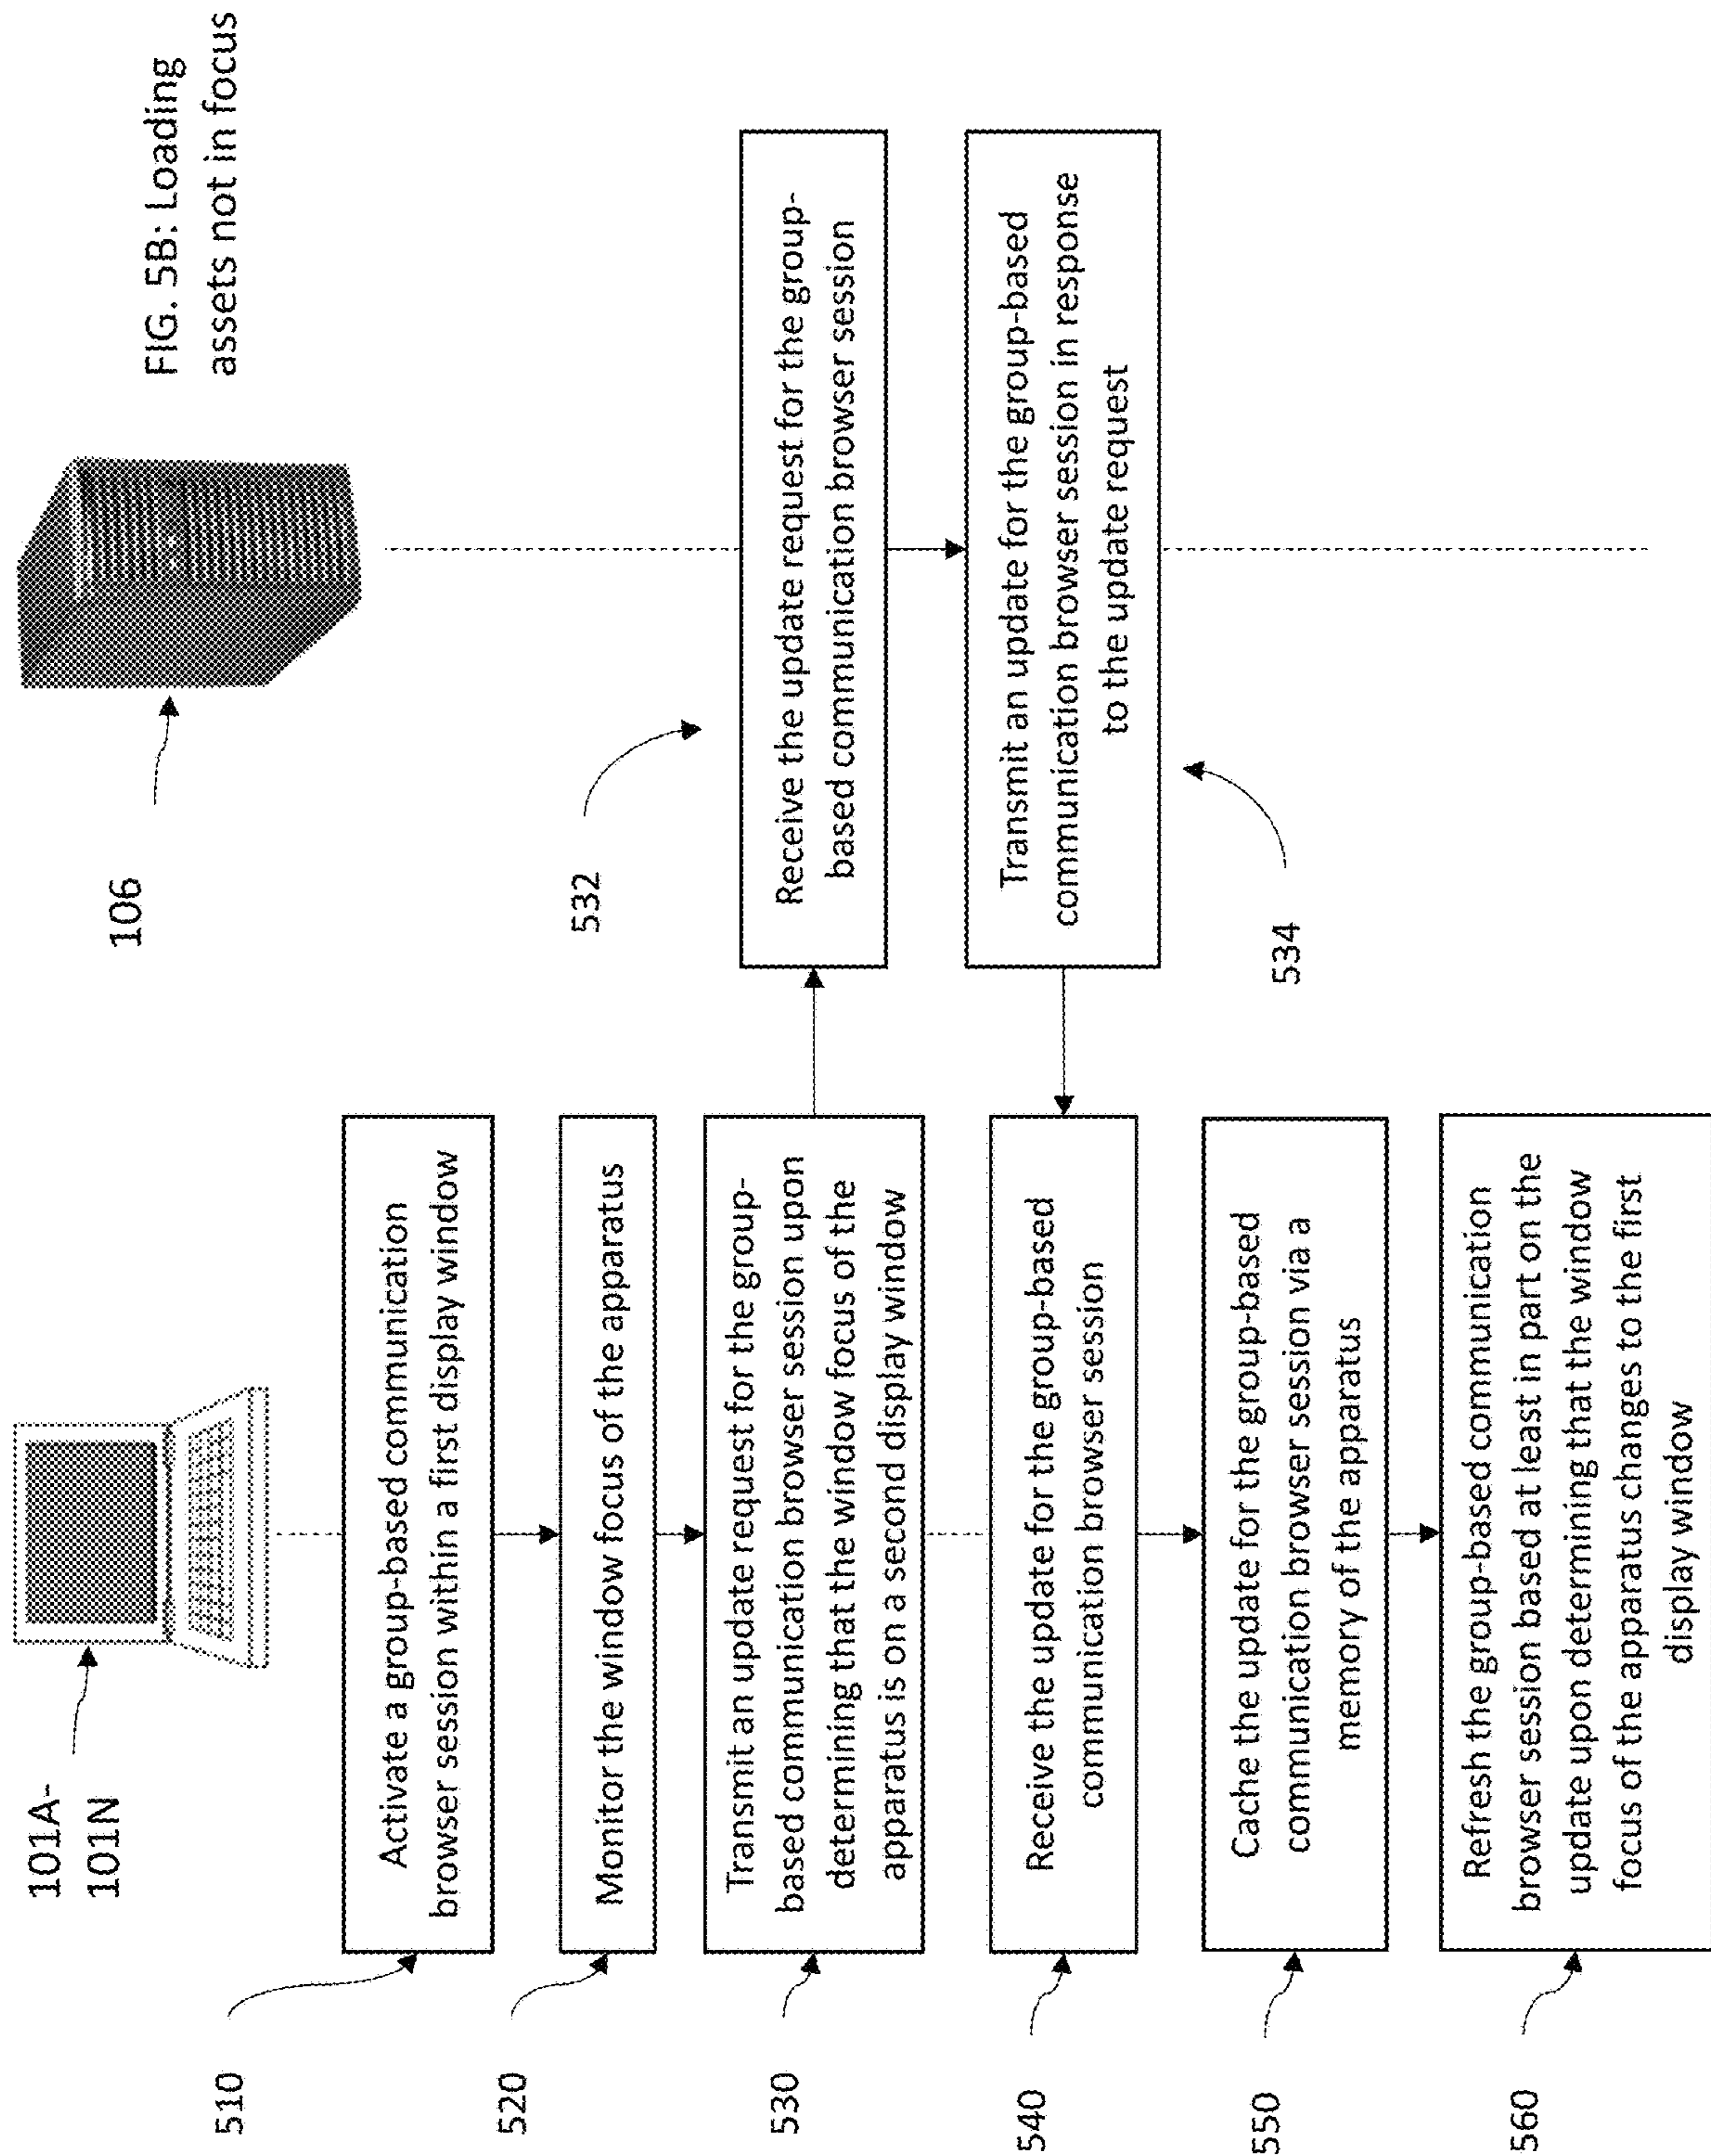 FIG. 5B: Loading
assets not in focus
101A-
101N
106
510
Activate a group-based communication
browser session within a first display window
520
Monitor the window focus of the apparatus
530
Transmit an update request for the group-
based communication browser session upon
determining that the window focus of the
apparatus is on a second display window
532
Receive the update request for the group-
based communication browser session
534
Transmit an update for the group-based
communication browser session in response
to the update request
540
Receive the update for the group-based
communication browser session
550
Cache the update for the group-based
communication browser session via a
memory of the apparatus
560
Refresh the group-based communication
browser session based at least in part on the
update upon determining that the window
focus of the apparatus changes to the first
display window